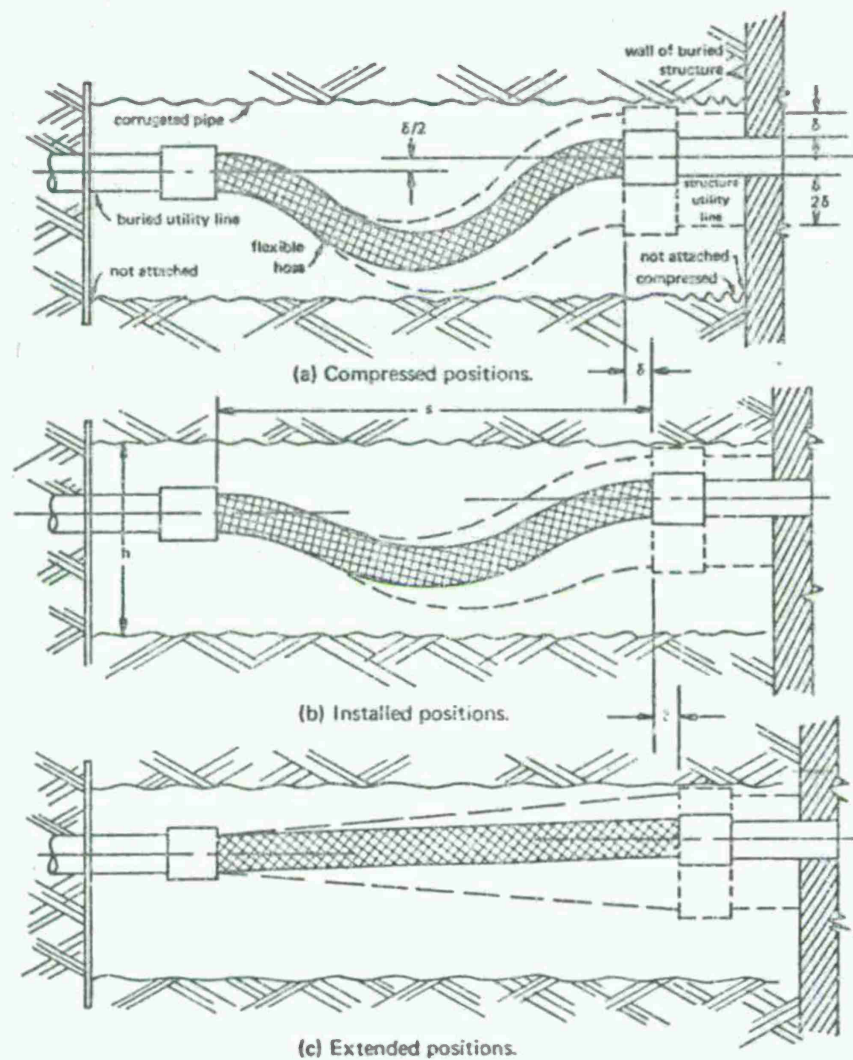 wall of buried
structure
corrugated pipe
δ/2
δ
δ
δ
δ
2δ
structure
utility
line
buried utility line
flexible
hose
not attached
not attached
compressed
(a) Compressed positions.
δ
s
h
(b) Installed positions.
(c) Extended positions.